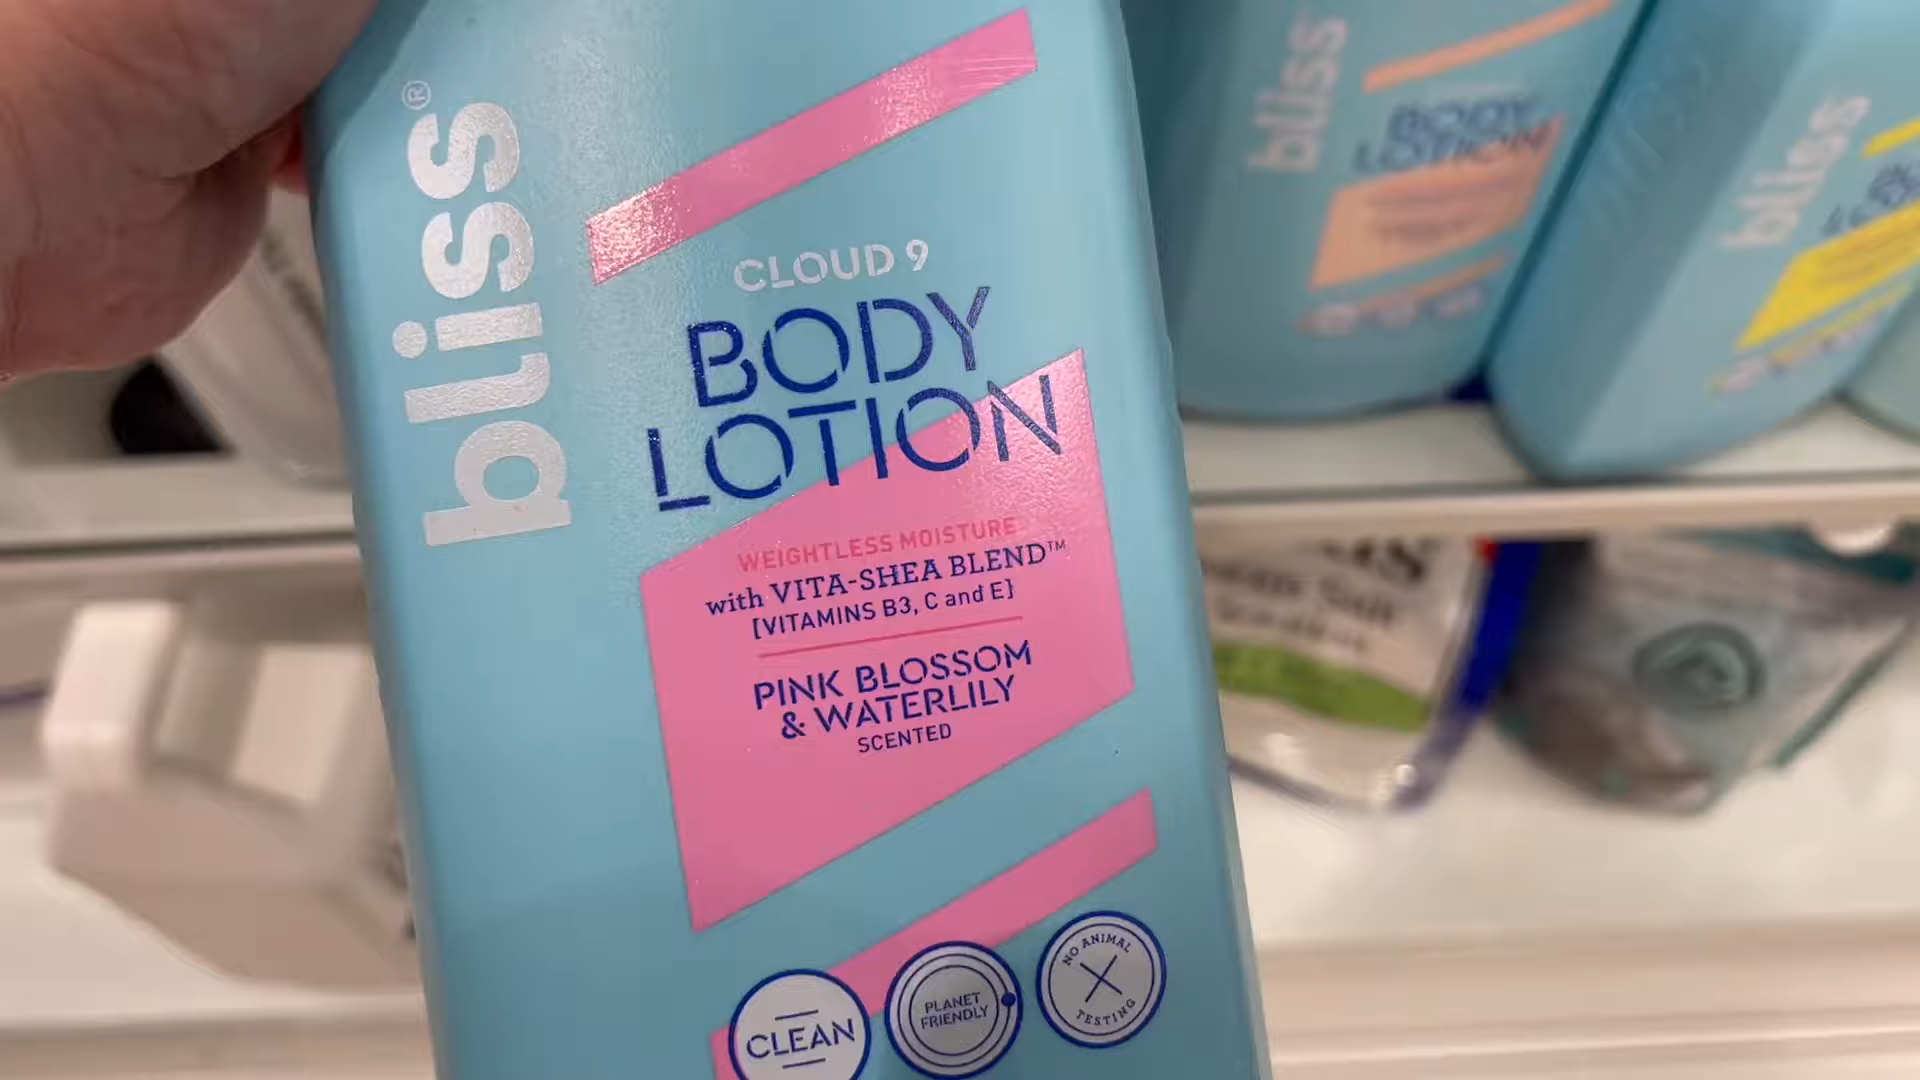 bliss®
CLOUD 9
BODY
LOTION
WEIGHTLESS MOISTURE
with VITA-SHEA BLEND™
[VITAMINS B3, C and E]
PINK BLOSSOM
& WATERLILY
SCENTED
CLEAN
PLANET
FRIENDLY
NO ANIMAL
TESTING
bliss
BODY
LOTION
bliss